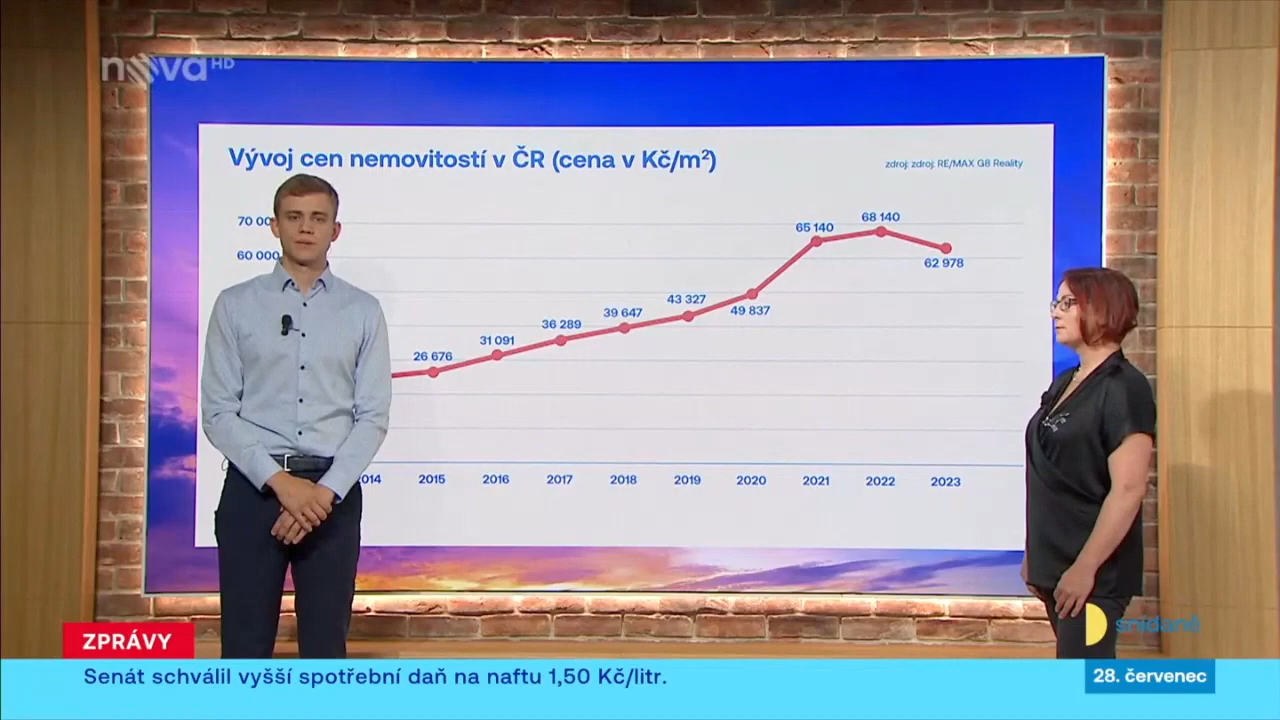 nova HD
Vývoj cen nemovitostí v ČR (cena v Kč/m²)
zdroj: zdroj: RE/MAX G8 Reality
70 00
60 000
26 676
31 091
36 289
39 647
43 327
49 837
65 140
68 140
62 978
014 2015 2016 2017 2018 2019 2020 2021 2022 2023
snídaně
ZPRÁVY
Senát schválil vyšší spotřební daň na naftu 1,50 Kč/litr.
28. červenec